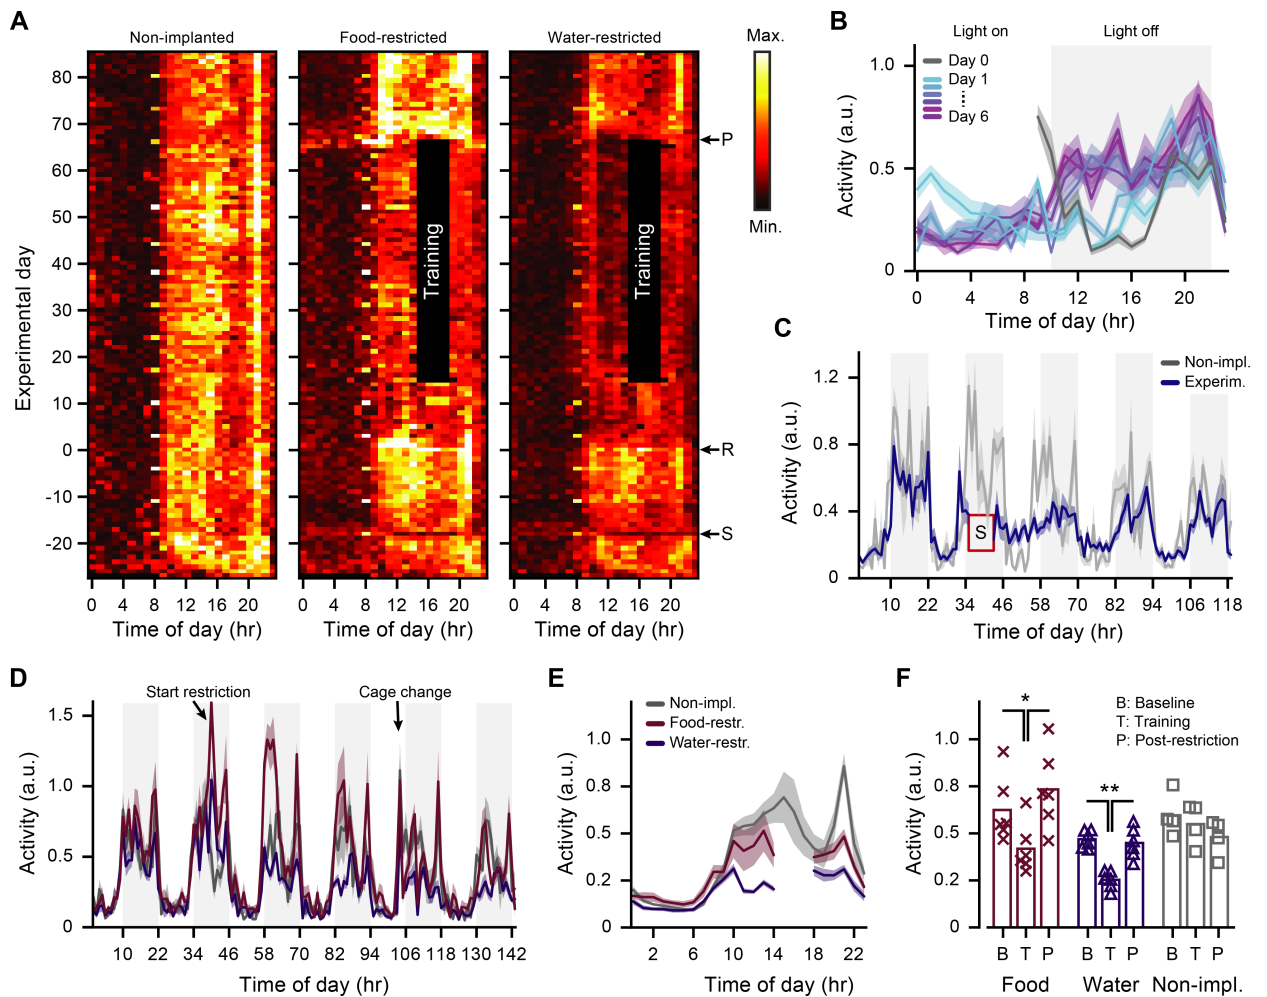 A
Non-implanted
Food-restricted
Water-restricted
Max.
Min.
Experimental day
80
70
60
50
40
30
20
10
0
-10
-20
Training
Training
P
R
S
0 4 8 12 16 20
0 4 8 12 16 20
0 4 8 12 16 20
Time of day (hr)
Time of day (hr)
Time of day (hr)
B
Light on
Light off
Day 0
Day 1
Day 6
Activity (a.u.)
1.0
0.5
0
0 4 8 12 16 20
Time of day (hr)
C
Non-impl.
Experim.
Activity (a.u.)
1.2
0.8
0.4
0
S
10 22 34 46 58 70 82 94 106 118
Time of day (hr)
D
Start restriction
Cage change
Activity (a.u.)
1.5
1.0
0.5
0
10 22 34 46 58 70 82 94 106 118 130 142
Time of day (hr)
E
Non-impl.
Food-restr.
Water-restr.
Activity (a.u.)
1.0
0.8
0.5
0.2
0
2 6 10 14 18 22
Time of day (hr)
F
B: Baseline
T: Training
P: Post-restriction
*
**
Activity (a.u.)
1.0
0.8
0.5
0.2
0
B T P B T P B T P
Food Water Non-impl.